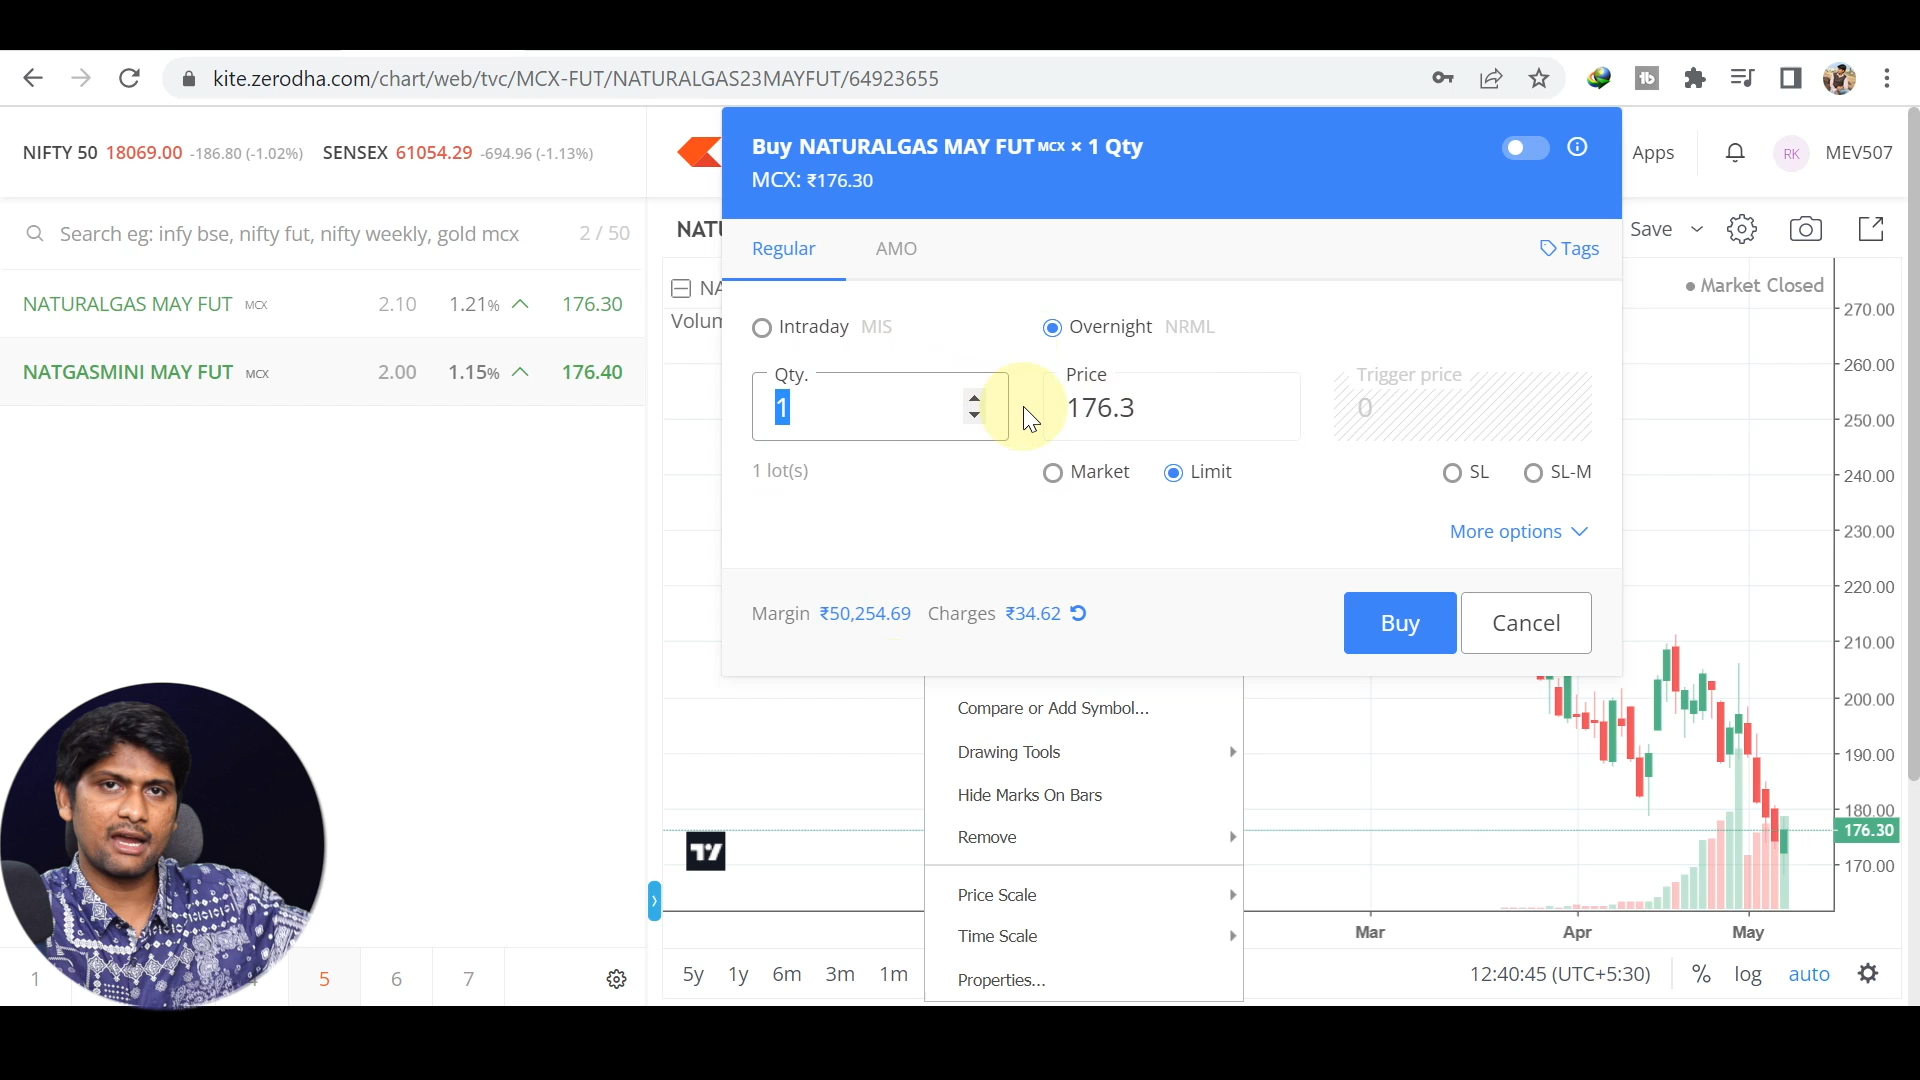 kite.zerodha.com/chart/web/tvc/MCX-FUT/NATURALGAS23MAYFUT/64923655
NIFTY 50 18069.00 -186.80 (-1.02%) SENSEX 61054.29 -694.96 (-1.13%)
Apps
RK
MEV507
Search eg: infy bse, nifty fut, nifty weekly, gold mcx 2 / 50
NATURALGAS MAY FUT MCX 2.10 1.21% 176.30
NATGASMINI MAY FUT MCX 2.00 1.15% 176.40
Buy NATURALGAS MAY FUT MCX × 1 Qty
MCX: ₹176.30
Regular AMO Tags
Intraday MIS Overnight NRML
Qty. Price Trigger price
1 176.3 0
1 lot(s) Market Limit SL SL-M
More options
Margin ₹50,254.69 Charges ₹34.62
Buy Cancel
NATU
Save
NA
Volum
Market Closed
270.00
260.00
250.00
240.00
230.00
220.00
210.00
200.00
190.00
180.00
176.30
170.00
Compare or Add Symbol...
Drawing Tools
Hide Marks On Bars
Remove
Price Scale
Time Scale
Properties...
Mar Apr May
1 5 6 7
5y 1y 6m 3m 1m
12:40:45 (UTC+5:30) % log auto